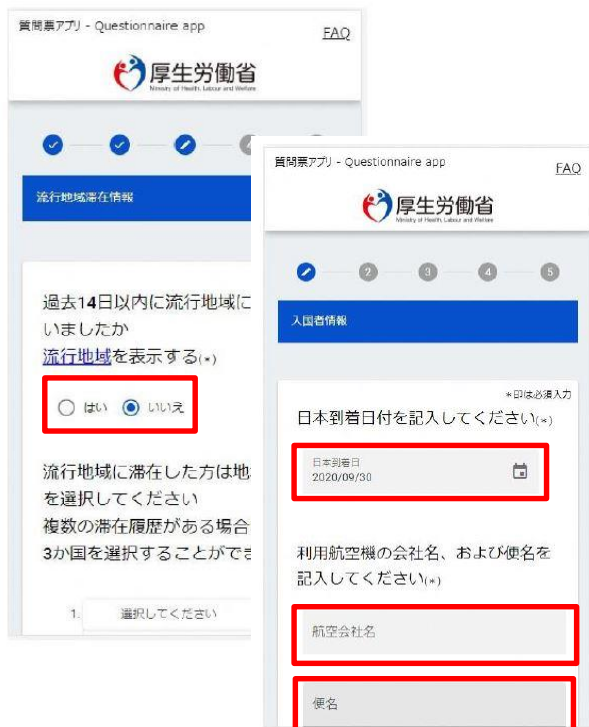 質問票アプリ - Questionnaire app
FAQ
厚生労働省
Ministry of Health, Labour and Welfare
流行地域滞在情報
過去14日以内に流行地域に
いましたか
流行地域を表示する(*)
はい いいえ
流行地域に滞在した方は地
を選択してください
複数の滞在履歴がある場合
3か国を選択することができ
1. 選択してください
質問票アプリ - Questionnaire app
FAQ
厚生労働省
Ministry of Health, Labour and Welfare
2 3 4 5
入国者情報
*印は必須入力
日本到着日付を記入してください(*)
日本到着日
2020/09/30
利用航空機の会社名、および便名を
記入してください(*)
航空会社名
便名